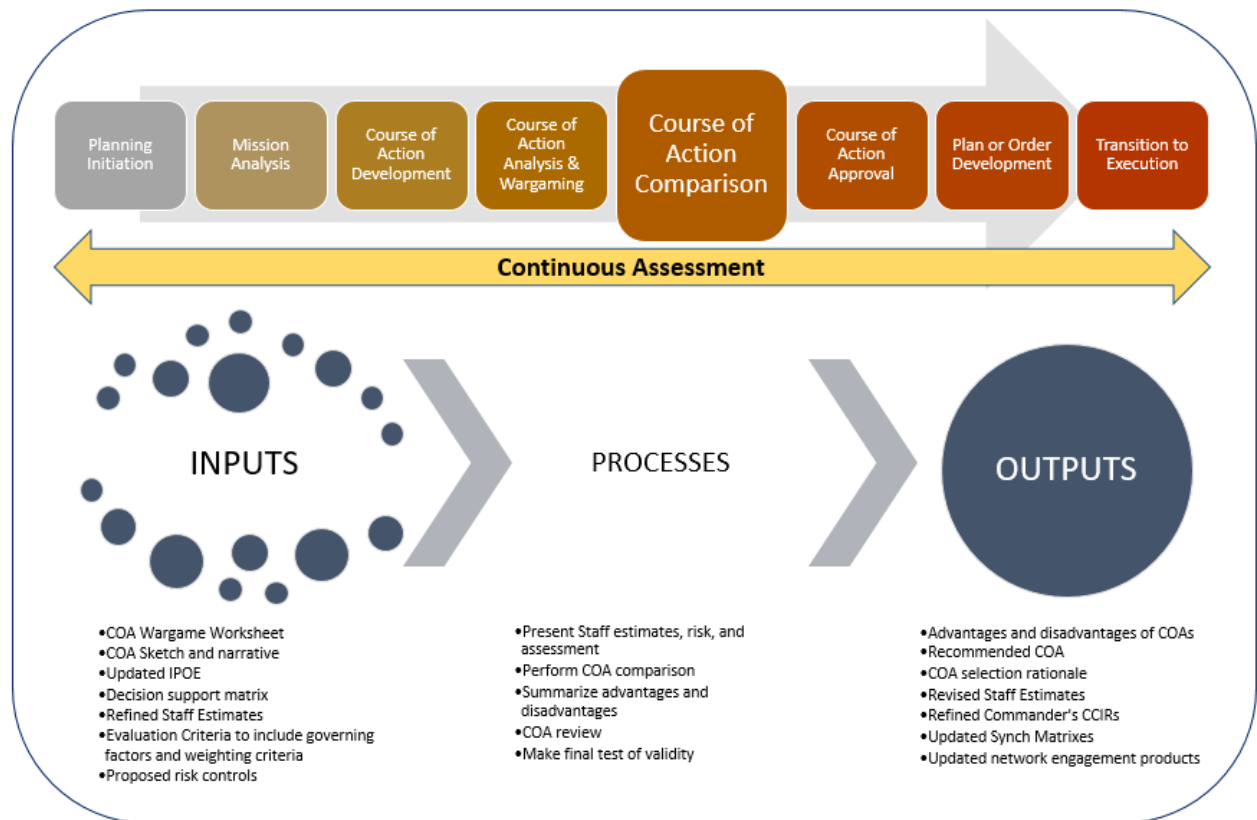 Planning
Initiation
Mission
Analysis
Course of
Action
Development
Course of
Action
Analysis &
Wargaming
Course of
Action
Comparison
Course of
Action
Approval
Plan or Order
Development
Transition to
Execution
Continuous Assessment
INPUTS
PROCESSES
OUTPUTS
•COA Wargame Worksheet
•COA Sketch and narrative
•Updated IPOE
•Decision support matrix
•Refined Staff Estimates
•Evaluation Criteria to include governing
factors and weighting criteria
•Proposed risk controls
•Present Staff estimates, risk, and
assessment
•Perform COA comparison
•Summarize advantages and
disadvantages
•COA review
•Make final test of validity
•Advantages and disadvantages of COAs
•Recommended COA
•COA selection rationale
•Revised Staff Estimates
•Refined Commander's CCIRs
•Updated Synch Matrixes
•Updated network engagement products